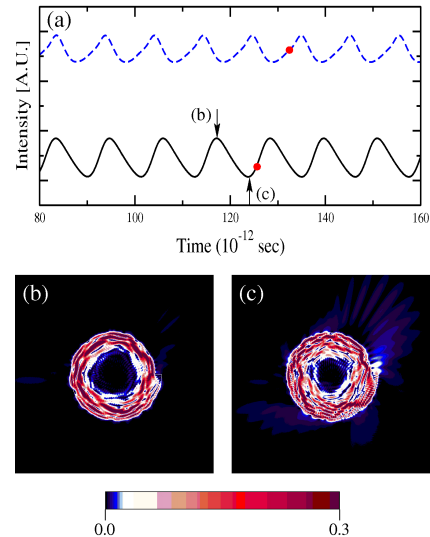 (a)
Intensity [A.U.]
(b)
(c)
80 100 120 140 160
Time (10⁻¹² sec)
(b) (c)
0.0 0.3